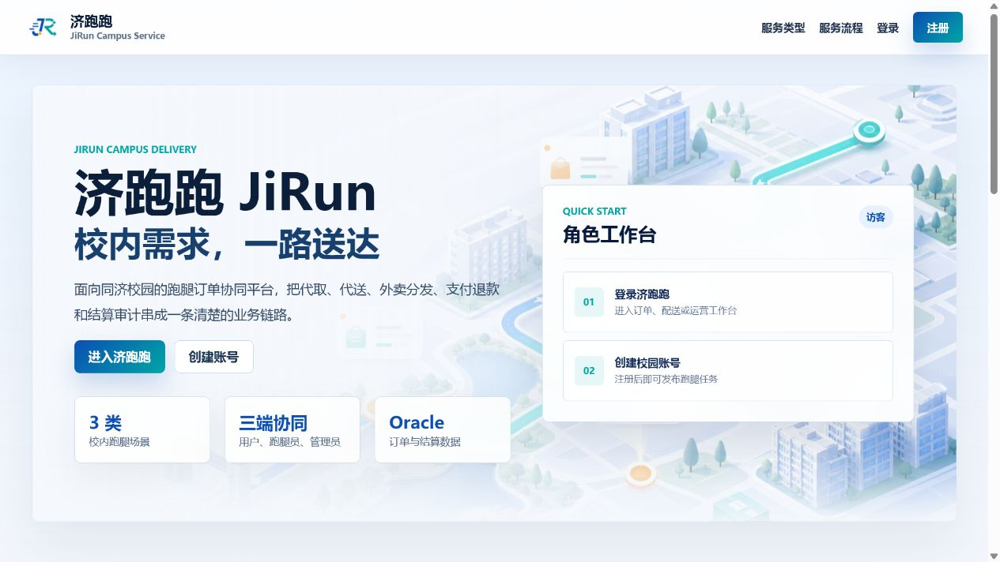 济跑跑
JiRun Campus Service
服务类型
服务流程
登录
注册
JIRUN CAMPUS DELIVERY
济跑跑 JiRun
校内需求，一路送达
面向同济校园的跑腿订单协同平台，把代取、代送、外卖分发、支付退款
和结算审计串成一条清楚的业务链路。
进入济跑跑
创建账号
3 类
校内跑腿场景
三端协同
用户、跑腿员、管理员
Oracle
订单与结算数据
QUICK START
角色工作台
访客
01
登录济跑跑
进入订单、配送或运营工作台
02
创建校园账号
注册后即可发布跑腿任务